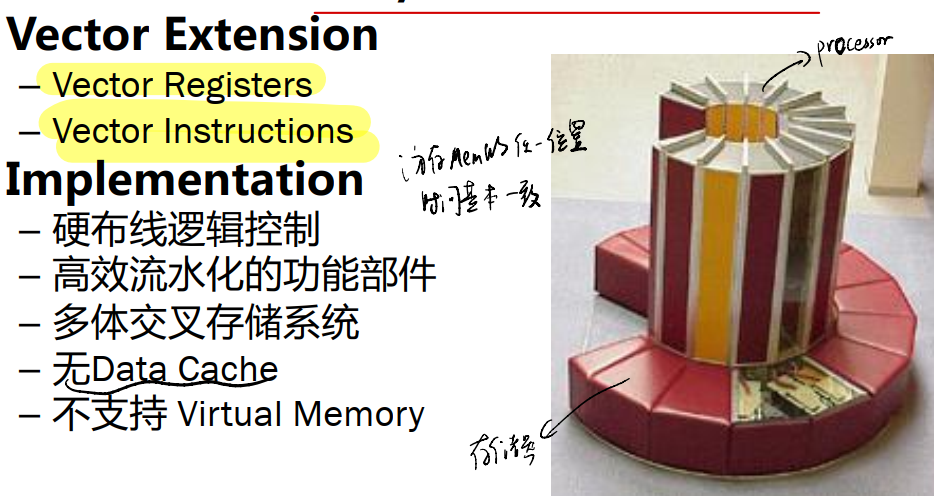 Vector Extension
– Vector Registers
– Vector Instructions
Implementation
– 硬布线逻辑控制
– 高效流水化的功能部件
– 多体交叉存储系统
– 无Data Cache
– 不支持 Virtual Memory
processor
访存Mem 任一位置
时间基本一致
存储器